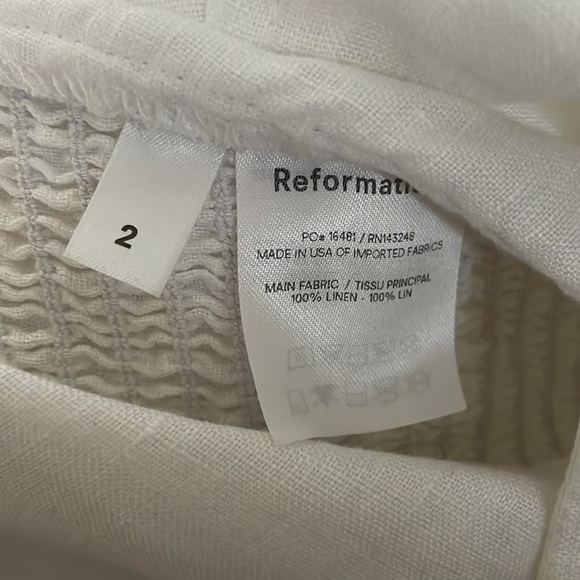 2
Reformati
PO# 16481 / RN143248
MADE IN USA OF IMPORTED FABRICS
MAIN FABRIC / TISSU PRINCIPAL
100% LINEN - 100% LIN